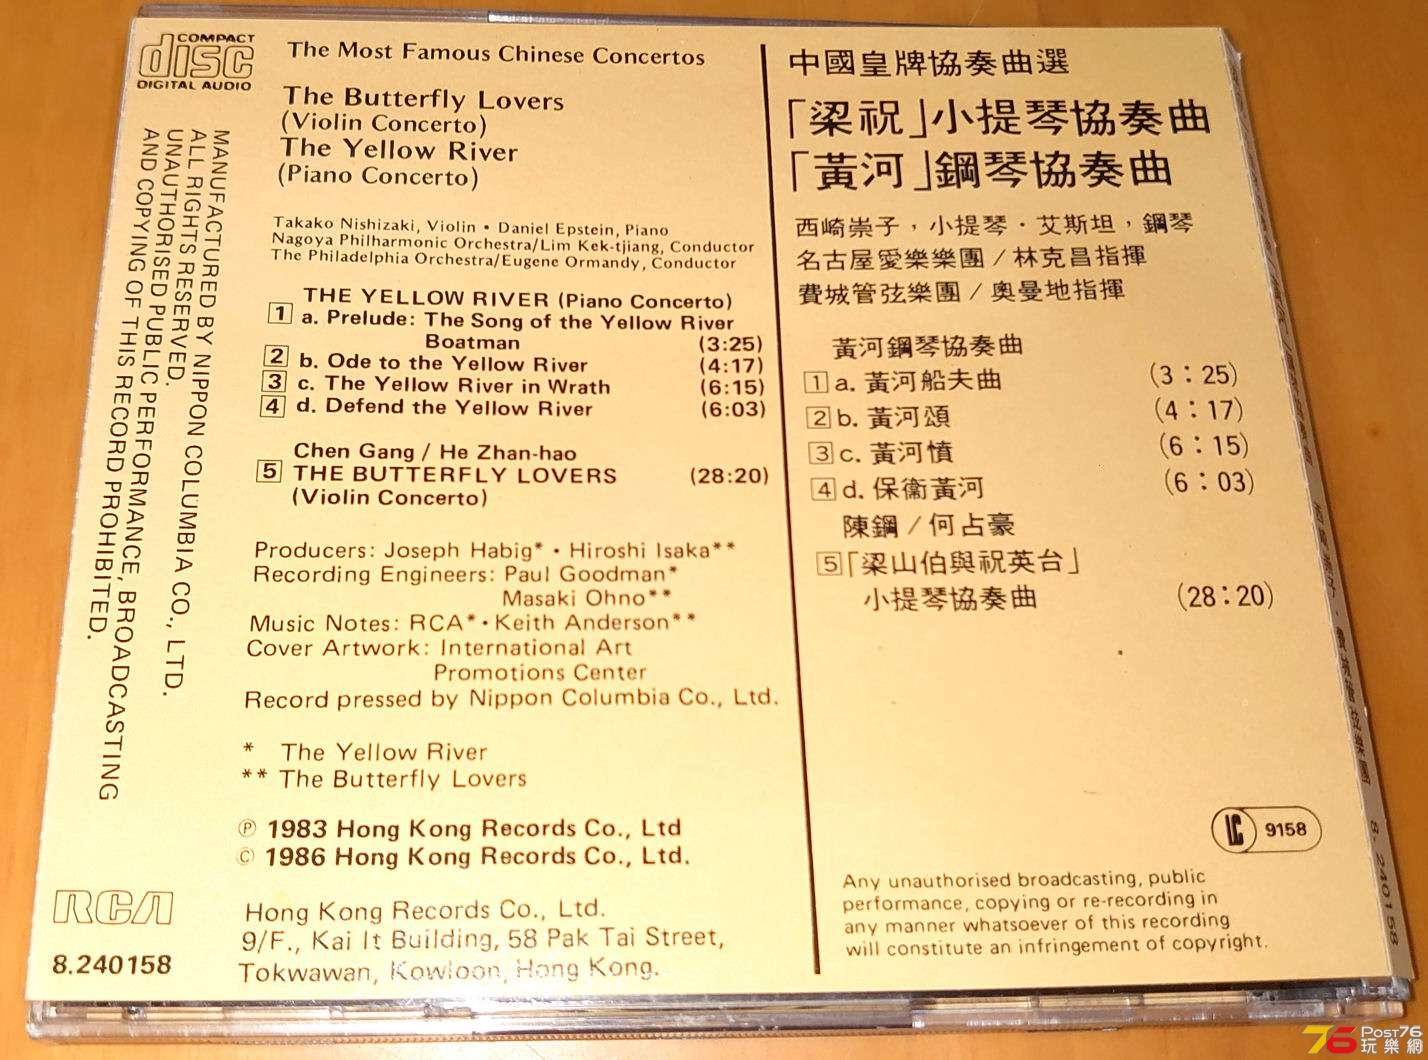 COMPACT
disc
DIGITAL AUDIO
MANUFACTURED BY NIPPON COLUMBIA CO., LTD.
ALL RIGHTS RESERVED.
UNAUTHORISED PUBLIC PERFORMANCE, BROADCASTING
AND COPYING OF THIS RECORD PROHIBITED.
RCA
8.240158
The Most Famous Chinese Concertos
The Butterfly Lovers
(Violin Concerto)
The Yellow River
(Piano Concerto)
Takako Nishizaki, Violin • Daniel Epstein, Piano
Nagoya Philharmonic Orchestra/Lim Kek-tjiang, Conductor
The Philadelphia Orchestra/Eugene Ormandy, Conductor
THE YELLOW RIVER (Piano Concerto)
1 a. Prelude: The Song of the Yellow River
Boatman (3:25)
2 b. Ode to the Yellow River (4:17)
3 c. The Yellow River in Wrath (6:15)
4 d. Defend the Yellow River (6:03)
Chen Gang / He Zhan-hao
5 THE BUTTERFLY LOVERS (28:20)
(Violin Concerto)
Producers: Joseph Habig* • Hiroshi Isaka**
Recording Engineers: Paul Goodman*
Masaki Ohno**
Music Notes: RCA* • Keith Anderson**
Cover Artwork: International Art
Promotions Center
Record pressed by Nippon Columbia Co., Ltd.
* The Yellow River
** The Butterfly Lovers
℗ 1983 Hong Kong Records Co., Ltd
© 1986 Hong Kong Records Co., Ltd.
Hong Kong Records Co., Ltd.
9/F., Kai It Building, 58 Pak Tai Street,
Tokwawan, Kowloon, Hong Kong.
中國皇牌協奏曲選
「梁祝」小提琴協奏曲
「黃河」鋼琴協奏曲
西崎崇子，小提琴・艾斯坦，鋼琴
名古屋愛樂樂團/林克昌指揮
費城管弦樂團/奧曼地指揮
黃河鋼琴協奏曲
1 a. 黃河船夫曲 (3：25)
2 b. 黃河頌 (4：17)
3 c. 黃河憤 (6：15)
4 d. 保衞黃河 (6：03)
陳鋼/何占豪
5「梁山伯與祝英台」
小提琴協奏曲 (28：20)
LC 9158
Any unauthorised broadcasting, public
performance, copying or re-recording in
any manner whatsoever of this recording
will constitute an infringement of copyright.
8. 240158
76 Post76
玩樂網